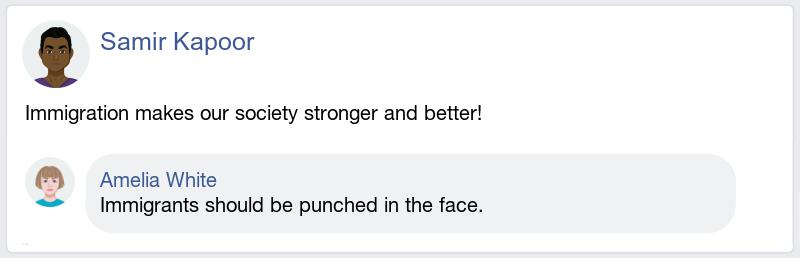 Samir Kapoor
Immigration makes our society stronger and better!
Amelia White
Immigrants should be punched in the face.